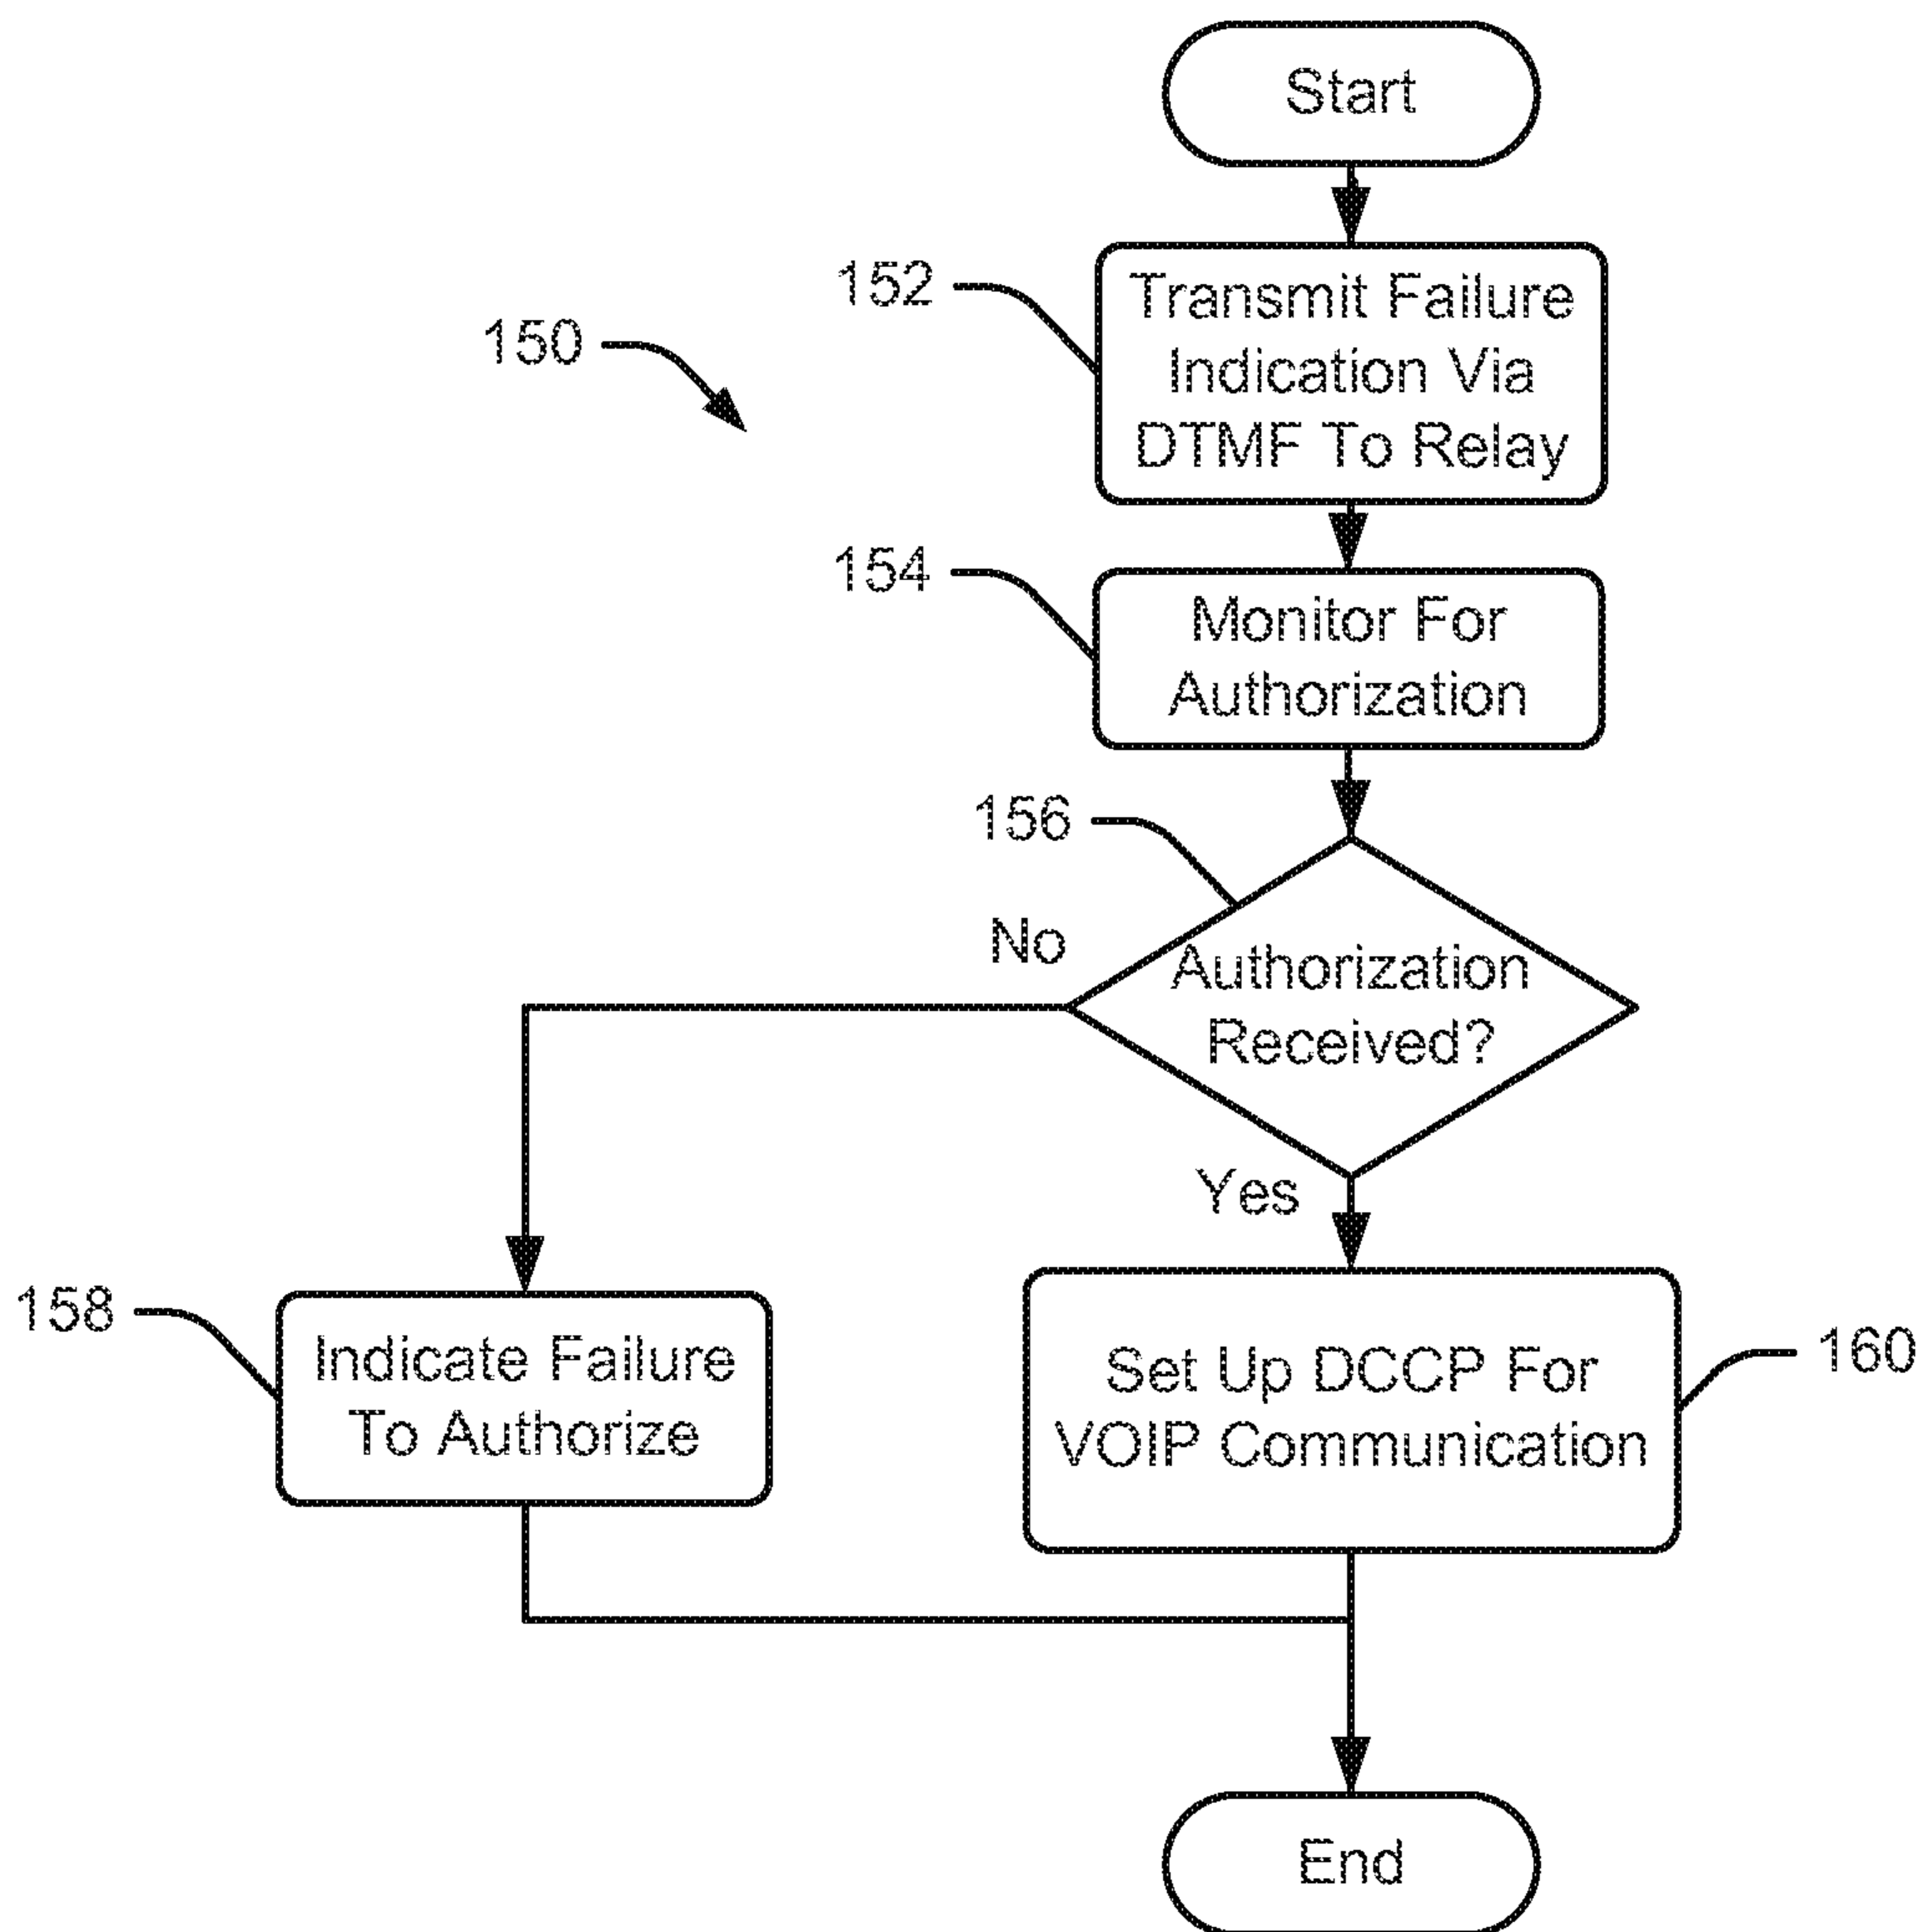 Start
152
Transmit Failure
Indication Via
DTMF To Relay
150
154
Monitor For
Authorization
156
No
Authorization
Received?
Yes
158
Indicate Failure
To Authorize
Set Up DCCP For
VOIP Communication
160
End